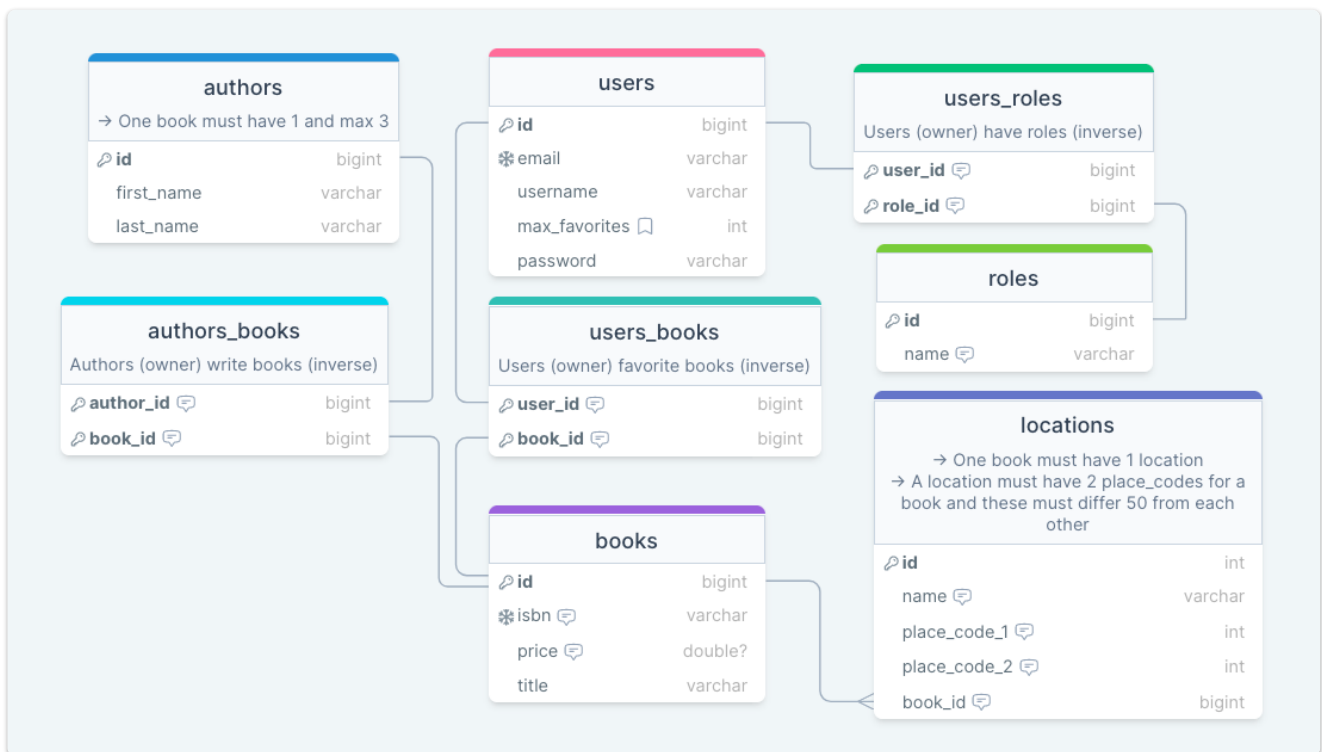 authors
→ One book must have 1 and max 3
id bigint
first_name varchar
last_name varchar
users
id bigint
email varchar
username varchar
max_favorites int
password varchar
users_roles
Users (owner) have roles (inverse)
user_id bigint
role_id bigint
roles
id bigint
name varchar
authors_books
Authors (owner) write books (inverse)
author_id bigint
book_id bigint
users_books
Users (owner) favorite books (inverse)
user_id bigint
book_id bigint
books
id bigint
isbn varchar
price double?
title varchar
locations
→ One book must have 1 location
→ A location must have 2 place_codes for a
book and these must differ 50 from each
other
id int
name varchar
place_code_1 int
place_code_2 int
book_id bigint